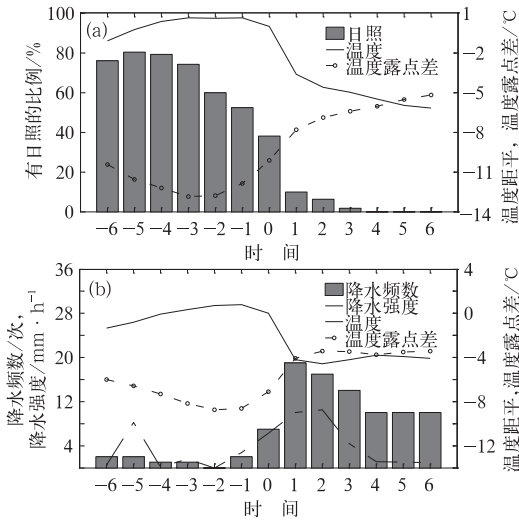 (a)
有日照的比例/%
100
80
60
40
20
0
日照
温度
温度露点差
1
−2
−5
−8
−11
−14
温度距平，温度露点差/℃
−6 −5 −4 −3 −2 −1 0 1 2 3 4 5 6
时 间
(b)
降水频数/次，
降水强度/mm·h⁻¹
36
28
20
12
4
降水频数
降水强度
温度
温度露点差
4
0
−4
−8
−12
温度距平，温度露点差/℃
−6 −5 −4 −3 −2 −1 0 1 2 3 4 5 6
时 间